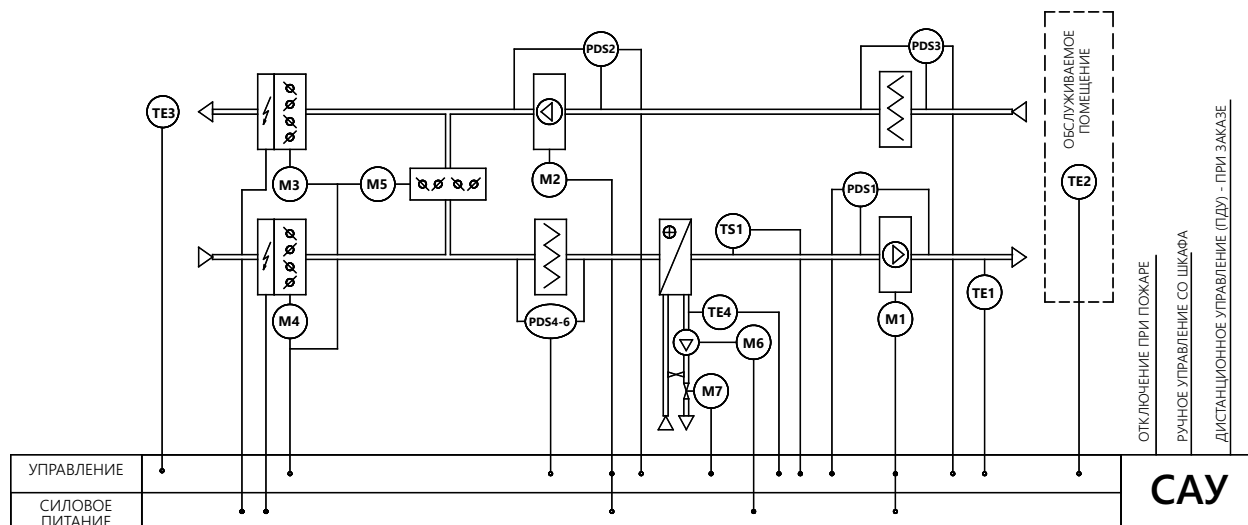 PDS2
PDS3
TE3
ОБСЛУЖИВАЕМОЕ
ПОМЕЩЕНИЕ
M3
M5
M2
TE2
PDS1
TS1
M4
PDS4-6
TE4
M6
M1
TE1
M7
ОТКЛЮЧЕНИЕ ПРИ ПОЖАРЕ
РУЧНОЕ УПРАВЛЕНИЕ СО ШКАФА
ДИСТАНЦИОННОЕ УПРАВЛЕНИЕ (ПДУ) - ПРИ ЗАКАЗЕ
УПРАВЛЕНИЕ
СИЛОВОЕ
ПИТАНИЕ
САУ